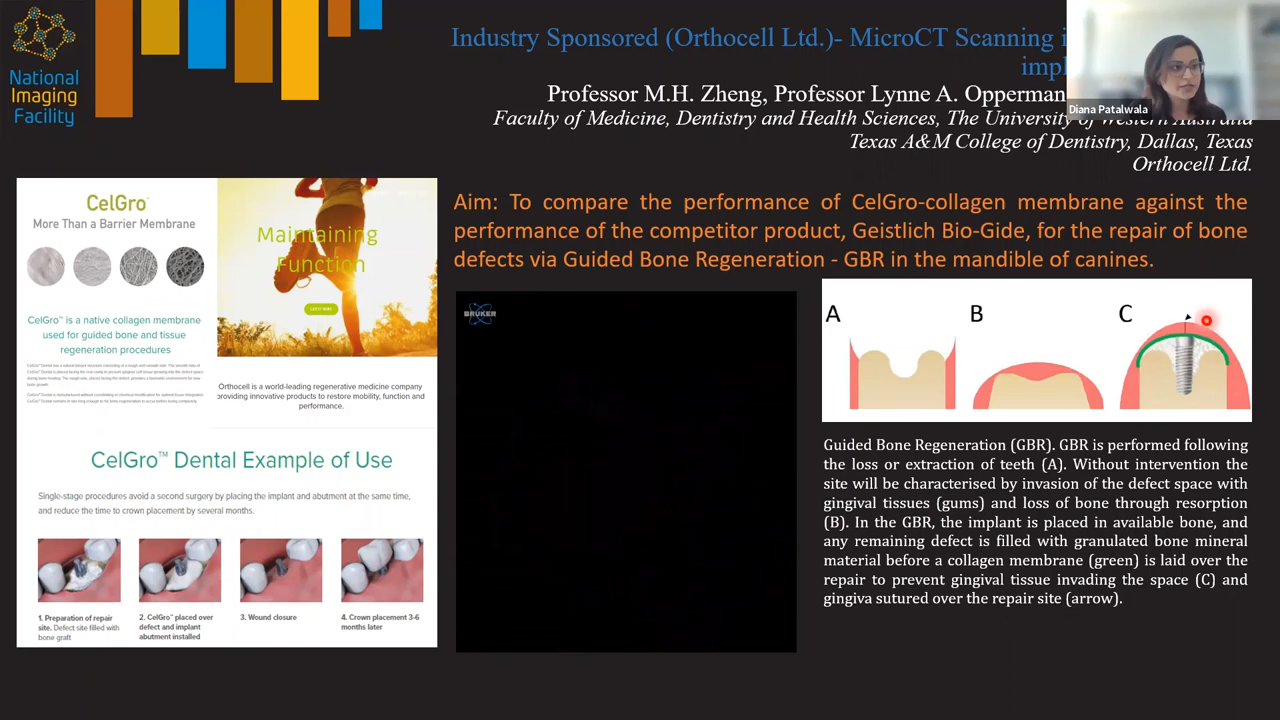 National
Imaging
Facility
Industry Sponsored (Orthocell Ltd.)- MicroCT Scanning
Professor M.H. Zheng, Professor Lynne A.
Faculty of Medicine, Dentistry and Health Sciences, The University of Western Australia
Texas A&M College of Dentistry, Dallas, Texas
Orthocell Ltd.
Diana Patalwala
CelGro™
More Than a Barrier Membrane
CelGro™ is a native collagen membrane
used for guided bone and tissue
regeneration procedures
Maintaining
Function
Orthocell is a world-leading regenerative medicine company
providing innovative products to restore mobility, function and
performance.
CelGro™ Dental Example of Use
Single-stage procedures avoid a second surgery by placing the implant and abutment at the same time,
and reduce the time to crown placement by several months.
1. Preparation of repair
site. Defect site filled with
bone graft
2. CelGro™ placed over
defect and implant
abutment installed
3. Wound closure
4. Crown placement 3-6
months later
Aim: To compare the performance of CelGro-collagen membrane against the
performance of the competitor product, Geistlich Bio-Gide, for the repair of bone
defects via Guided Bone Regeneration - GBR in the mandible of canines.
BRUKER
A
B
C
Guided Bone Regeneration (GBR). GBR is performed following
the loss or extraction of teeth (A). Without intervention the
site will be characterised by invasion of the defect space with
gingival tissues (gums) and loss of bone through resorption
(B). In the GBR, the implant is placed in available bone, and
any remaining defect is filled with granulated bone mineral
material before a collagen membrane (green) is laid over the
repair to prevent gingival tissue invading the space (C) and
gingiva sutured over the repair site (arrow).